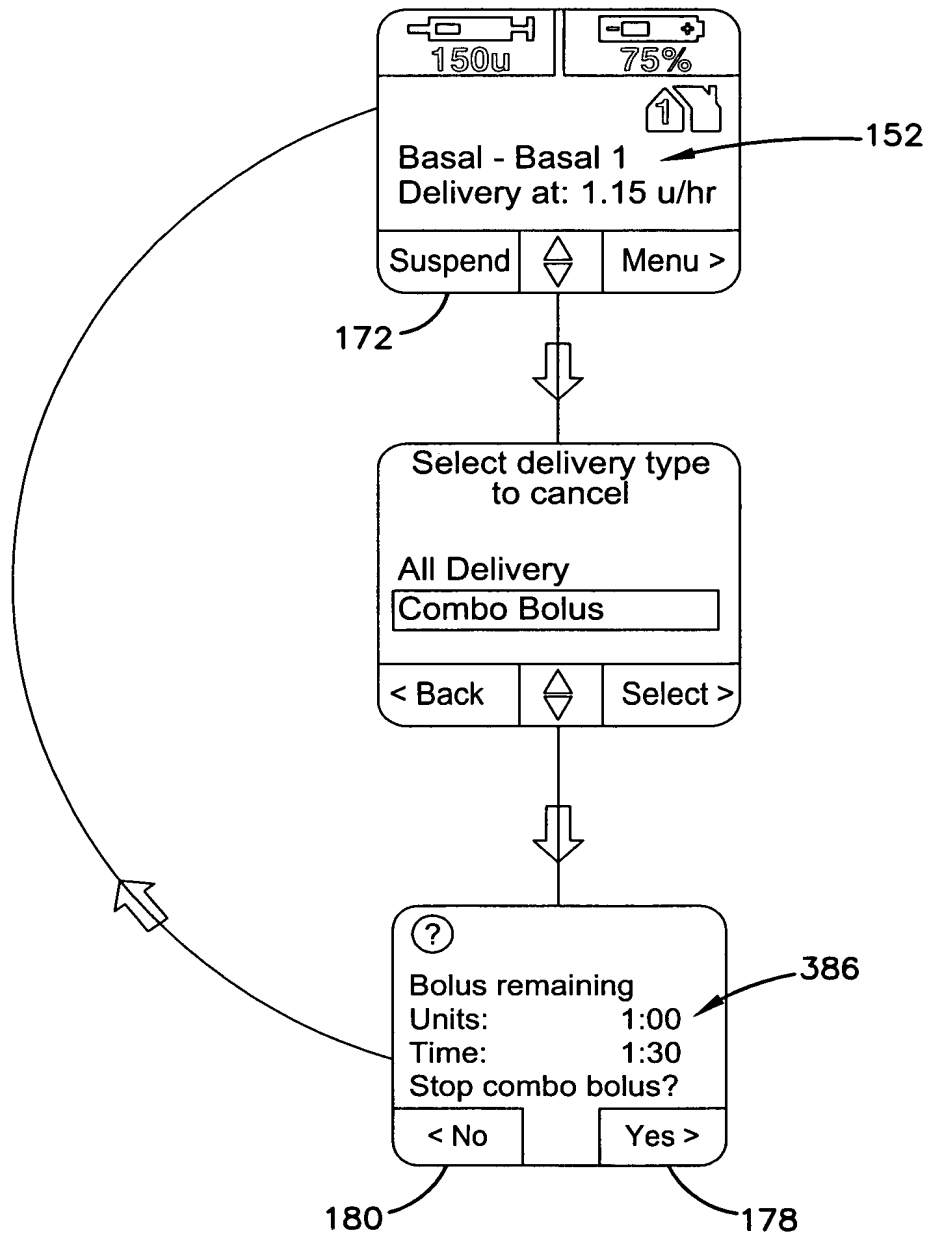 150u 75%
1
152
Basal - Basal 1
Delivery at: 1.15 u/hr
Suspend Menu >
172
Select delivery type
to cancel
All Delivery
Combo Bolus
< Back Select >
?
386
Bolus remaining
Units: 1:00
Time: 1:30
Stop combo bolus?
< No Yes >
180 178